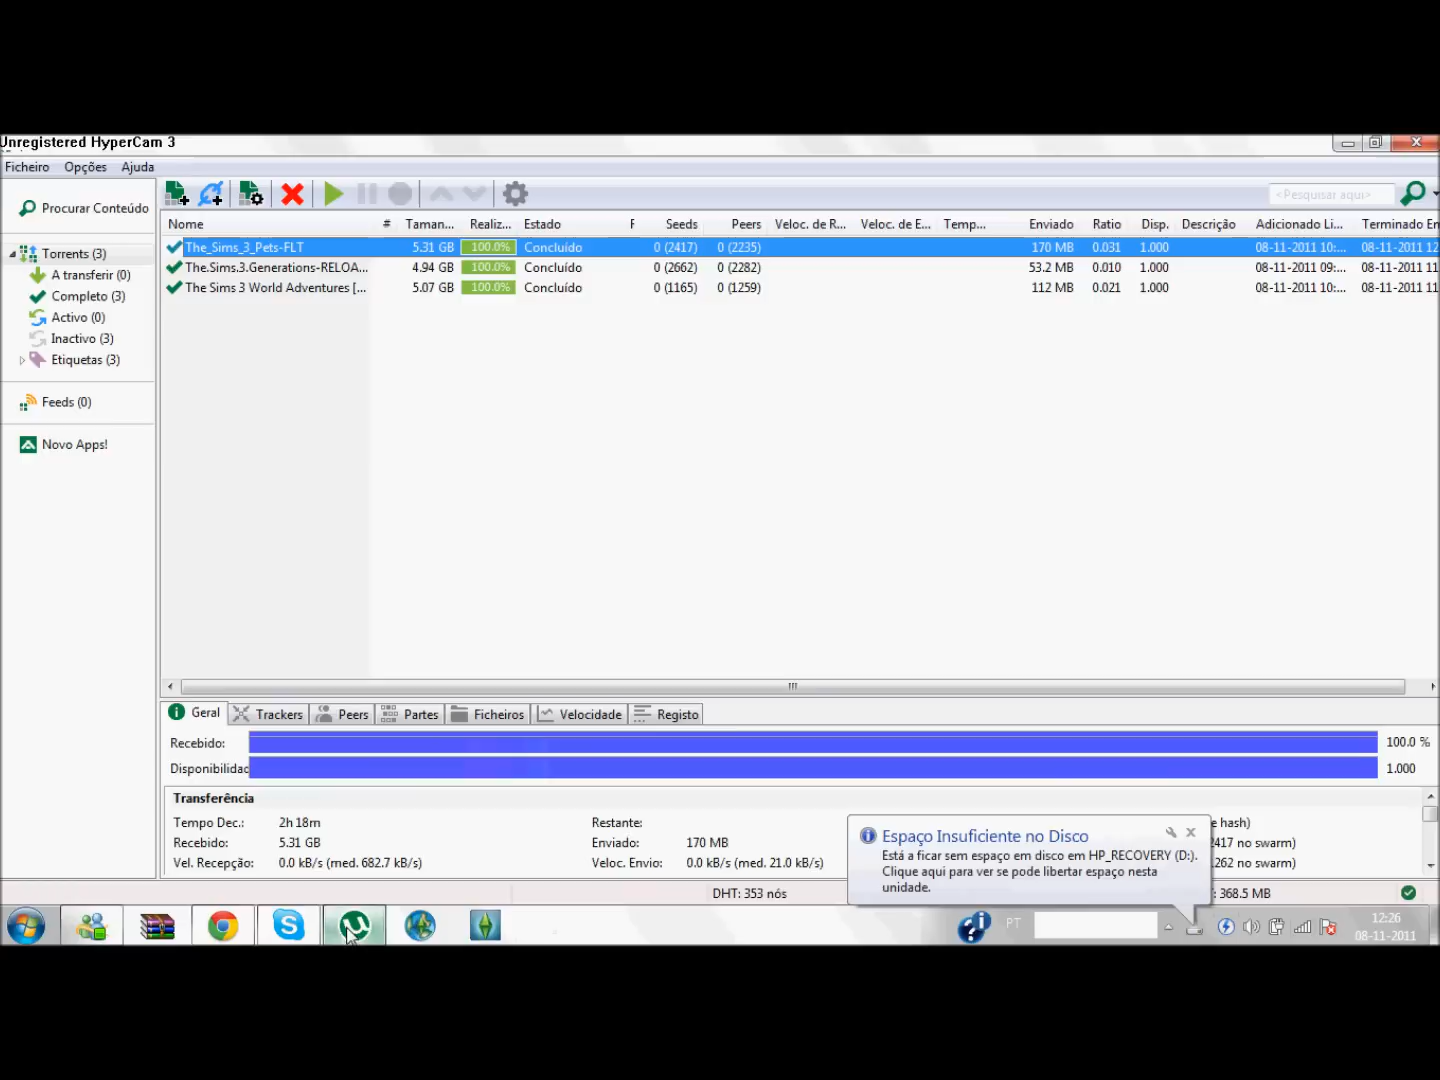 Unregistered HyperCam 3
Ficheiro Opções Ajuda
Procurar Conteúdo
<Pesquisar aqui>
Nome # Taman... Realiz... Estado F Seeds Peers Veloc. de R... Veloc. de E... Temp... Enviado Ratio Disp. Descrição Adicionado Li... Terminado En
Torrents (3)
The_Sims_3_Pets-FLT 5.31 GB 100.0% Concluído 0 (2417) 0 (2235) 170 MB 0.031 1.000 08-11-2011 10:... 08-11-2011 12
A transferir (0)
The.Sims.3.Generations-RELOA... 4.94 GB 100.0% Concluído 0 (2662) 0 (2282) 53.2 MB 0.010 1.000 08-11-2011 09:... 08-11-2011 11
Completo (3)
The Sims 3 World Adventures [... 5.07 GB 100.0% Concluído 0 (1165) 0 (1259) 112 MB 0.021 1.000 08-11-2011 10:... 08-11-2011 11
Activo (0)
Inactivo (3)
Etiquetas (3)
Feeds (0)
Novo Apps!
Geral Trackers Peers Partes Ficheiros Velocidade Registo
Recebido: 100.0 %
Disponibilidac 1.000
Transferência
Tempo Dec.: 2h 18m Restante: e hash)
Recebido: 5.31 GB Enviado: 170 MB 2417 no swarm)
Vel. Recepção: 0.0 kB/s (med. 682.7 kB/s) Veloc. Envio: 0.0 kB/s (med. 21.0 kB/s) .262 no swarm)
Espaço Insuficiente no Disco
Está a ficar sem espaço em disco em HP_RECOVERY (D:).
Clique aqui para ver se pode libertar espaço nesta
unidade.
DHT: 353 nós : 368.5 MB
PT
12:26
08-11-2011